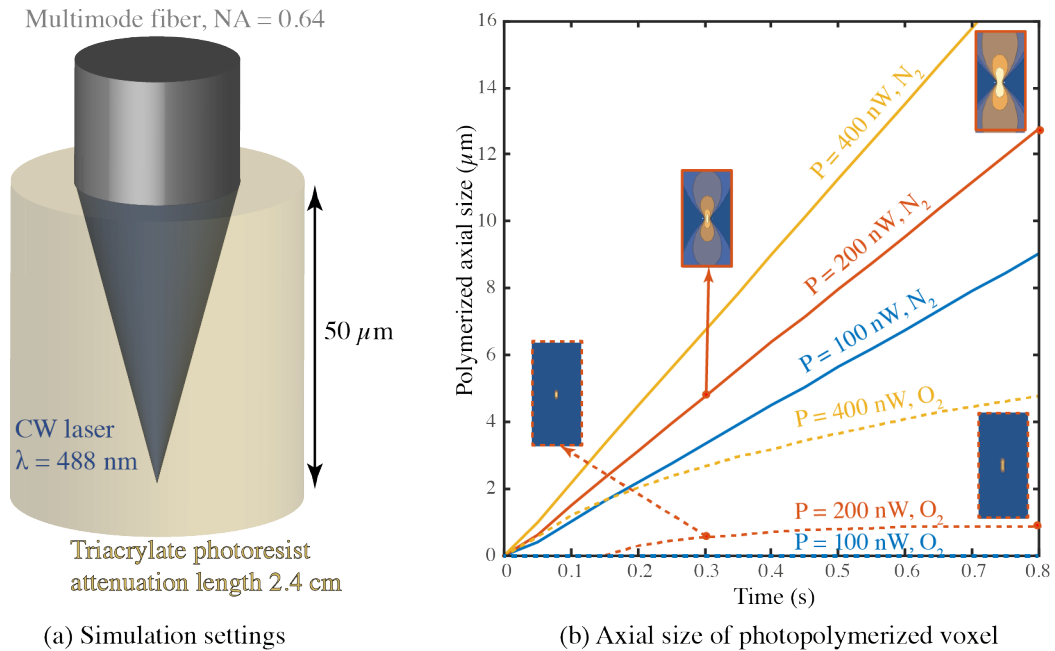 Multimode fiber, NA = 0.64
50 µm
CW laser
λ = 488 nm
Triacrylate photoresist
attenuation length 2.4 cm
(a) Simulation settings
Polymerized axial size (µm)
16
14
12
10
8
6
4
2
0
0
0.1
0.2
0.3
0.4
0.5
0.6
0.7
0.8
Time (s)
P = 400 nW, N₂
P = 200 nW, N₂
P = 100 nW, N₂
P = 400 nW, O₂
P = 200 nW, O₂
P = 100 nW, O₂
(b) Axial size of photopolymerized voxel